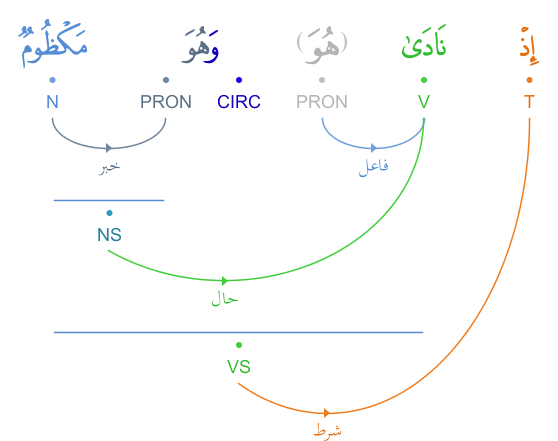 إِذْ نَادَىٰ (هُوَ) وَهُوَ مَكْظُومٌ
T V PRON CIRC PRON N
فاعل خبر
NS
حال
VS
شرط